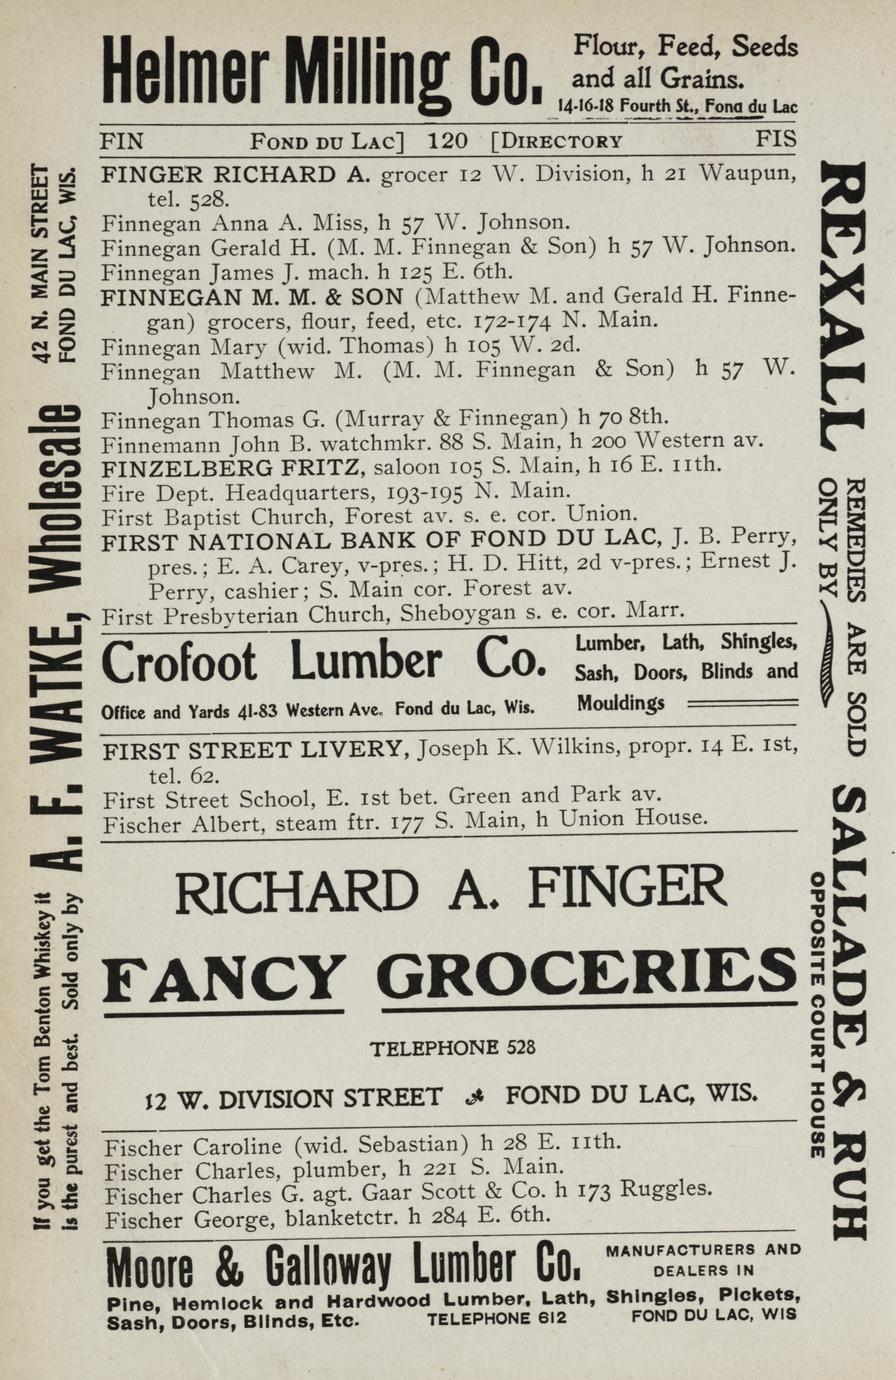 Helmer Milling Co.
Flour, Feed, Seeds
and all Grains.
14-16-18 Fourth St., Fond du Lac
FIN FOND DU LAC] 120 [DIRECTORY FIS
FINGER RICHARD A. grocer 12 W. Division, h 21 Waupun,
tel. 528.
Finnegan Anna A. Miss, h 57 W. Johnson.
Finnegan Gerald H. (M. M. Finnegan & Son) h 57 W. Johnson.
Finnegan James J. mach. h 125 E. 6th.
FINNEGAN M. M. & SON (Matthew M. and Gerald H. Finne-
gan) grocers, flour, feed, etc. 172-174 N. Main.
Finnegan Mary (wid. Thomas) h 105 W. 2d.
Finnegan Matthew M. (M. M. Finnegan & Son) h 57 W.
Johnson.
Finnegan Thomas G. (Murray & Finnegan) h 70 8th.
Finnemann John B. watchmkr. 88 S. Main, h 200 Western av.
FINZELBERG FRITZ, saloon 105 S. Main, h 16 E. 11th.
Fire Dept. Headquarters, 193-195 N. Main.
First Baptist Church, Forest av. s. e. cor. Union.
FIRST NATIONAL BANK OF FOND DU LAC, J. B. Perry,
pres.; E. A. Carey, v-pres.; H. D. Hitt, 2d v-pres.; Ernest J.
Perry, cashier; S. Main cor. Forest av.
First Presbyterian Church, Sheboygan s. e. cor. Marr.
Crofoot Lumber Co.
Lumber, Lath, Shingles,
Sash, Doors, Blinds and
Mouldings
Office and Yards 41-83 Western Ave. Fond du Lac, Wis.
FIRST STREET LIVERY, Joseph K. Wilkins, propr. 14 E. 1st,
tel. 62.
First Street School, E. 1st bet. Green and Park av.
Fischer Albert, steam ftr. 177 S. Main, h Union House.
RICHARD A. FINGER
FANCY GROCERIES
TELEPHONE 528
12 W. DIVISION STREET FOND DU LAC, WIS.
Fischer Caroline (wid. Sebastian) h 28 E. 11th.
Fischer Charles, plumber, h 221 S. Main.
Fischer Charles G. agt. Gaar Scott & Co. h 173 Ruggles.
Fischer George, blanketctr. h 284 E. 6th.
Moore & Galloway Lumber Co.
MANUFACTURERS AND
DEALERS IN
Pine, Hemlock and Hardwood Lumber, Lath, Shingles, Pickets,
Sash, Doors, Blinds, Etc. TELEPHONE 612 FOND DU LAC, WIS
If you get the Tom Benton Whiskey it
is the purest and best. Sold only by
A. F. WATKE, Wholesale
42 N. MAIN STREET
FOND DU LAC, WIS.
REXALL
REMEDIES ARE SOLD
ONLY BY
SALLADE & RUH
OPPOSITE COURT HOUSE